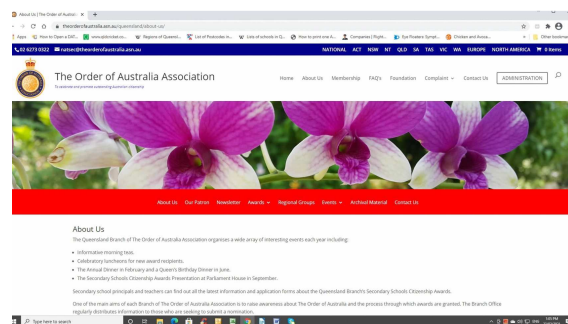 About Us | The Order of Australi
theorderofaustralia.asn.au/queensland/about-us/
Apps
How to Open a DAT...
www.qldcricket.co...
Regions of Queensl...
List of Postcodes in...
Lists of schools in Q...
How to print one A...
Companies | Right...
Eye Posters: Sympt...
Chicken and Avoca...
Other bookmar
02 6273 0322 natsec@theorderofaustralia.asn.au
NATIONAL ACT NSW NT QLD SA TAS VIC WA EUROPE NORTH AMERICA 0 Items
The Order of Australia Association
To celebrate and promote outstanding Australian citizenship
Home About Us Membership FAQ's Foundation Complaint Contact Us ADMINISTRATION
About Us Our Patron Newsletter Awards Regional Groups Events Archival Material Contact Us
About Us
The Queensland Branch of The Order of Australia Association organises a wide array of interesting events each year including:
Informative morning teas.
Celebratory luncheons for new award recipients.
The Annual Dinner in February and a Queen's Birthday Dinner in June.
The Secondary Schools Citizenship Awards Presentation at Parliament House in September.
Secondary school principals and teachers can find out all the latest information and application forms about the Queensland Branch's Secondary Schools Citizenship Awards.
One of the main aims of each Branch of The Order of Australia Association is to raise awareness about The Order of Australia and the process through which awards are granted. The Branch Office
regularly distributes information to those who are seeking to submit a nomination.
Type here to search
ENG